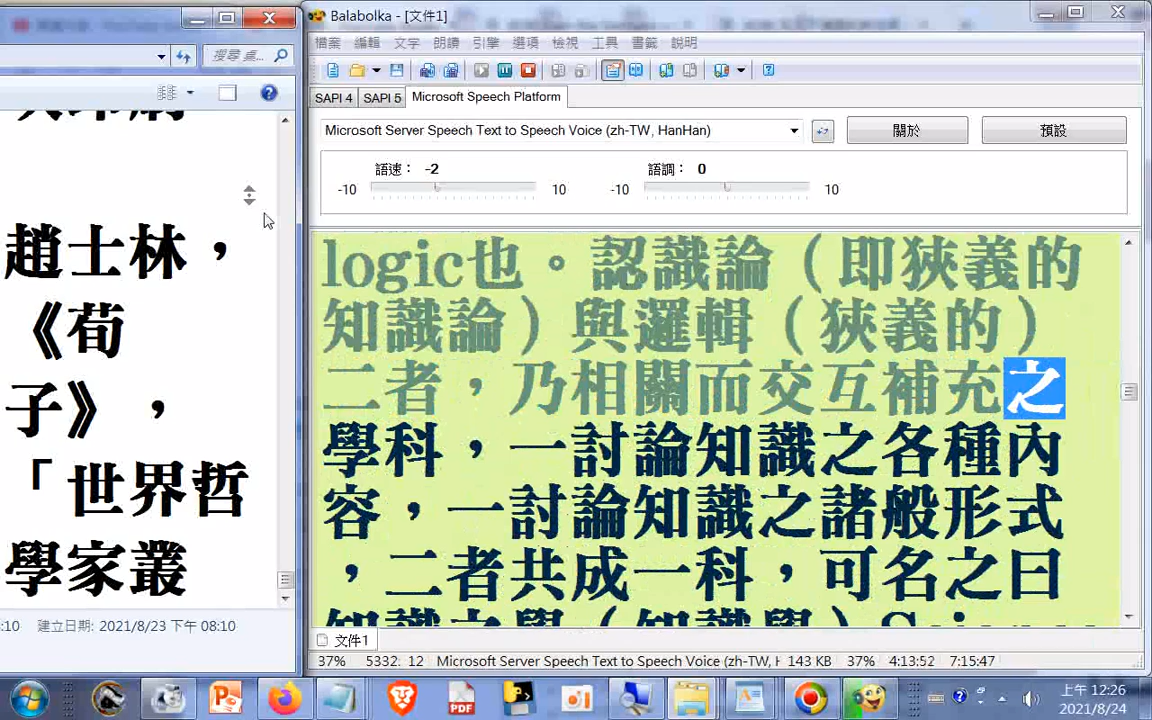 Balabolka - [文件1]
搜尋 桌...
檔案 編輯 文字 朗讀 引擎 選項 檢視 工具 書籤 說明
SAPI 4 SAPI 5 Microsoft Speech Platform
Microsoft Server Speech Text to Speech Voice (zh-TW, HanHan)
關於
預設
語速： -2
語調： 0
-10 10
-10 10
趙士林，
《荀
子》，
「世界哲
學家叢
logic也。認識論（即狹義的
知識論）與邏輯（狹義的）
二者，乃相關而交互補充之
學科，一討論知識之各種內
容，一討論知識之諸般形式
，二者共成一科，可名之曰
:10 建立日期: 2021/8/23 下午 08:10
文件1
37% 5332. 12 Microsoft Server Speech Text to Speech Voice (zh-TW, H 143 KB 37% 4:13:52 7:15:47
上午 12:26
2021/8/24